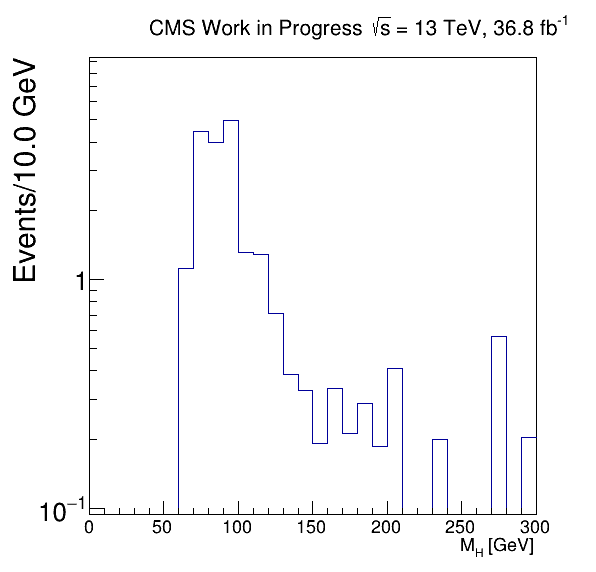 CMS Work in Progress √s = 13 TeV, 36.8 fb⁻¹
Events/10.0 GeV
1
10⁻¹
0 50 100 150 200 250 300
M_H [GeV]